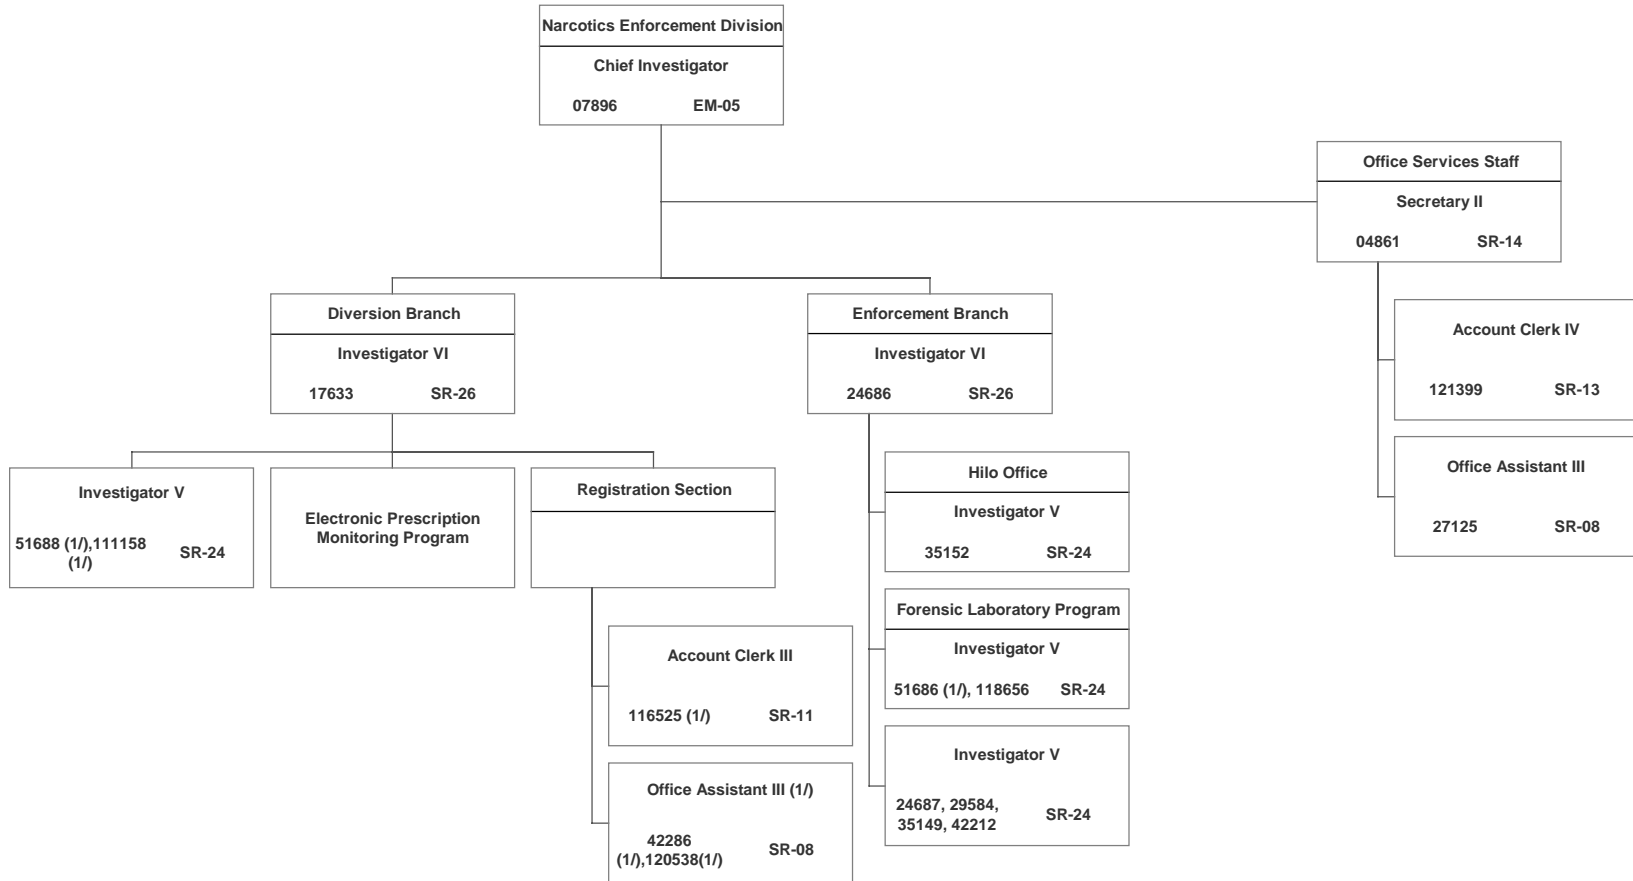 Narcotics Enforcement Division
Chief Investigator
07896 EM-05
Office Services Staff
Secretary II
04861 SR-14
Account Clerk IV
121399 SR-13
Office Assistant III
27125 SR-08
Diversion Branch
Investigator VI
17633 SR-26
Enforcement Branch
Investigator VI
24686 SR-26
Investigator V
51688 (1/),111158
(1/)
SR-24
Electronic Prescription
Monitoring Program
Registration Section
Account Clerk III
116525 (1/) SR-11
Office Assistant III (1/)
42286
(1/),120538(1/)
SR-08
Hilo Office
Investigator V
35152 SR-24
Forensic Laboratory Program
Investigator V
51686 (1/), 118656 SR-24
Investigator V
24687, 29584,
35149, 42212
SR-24